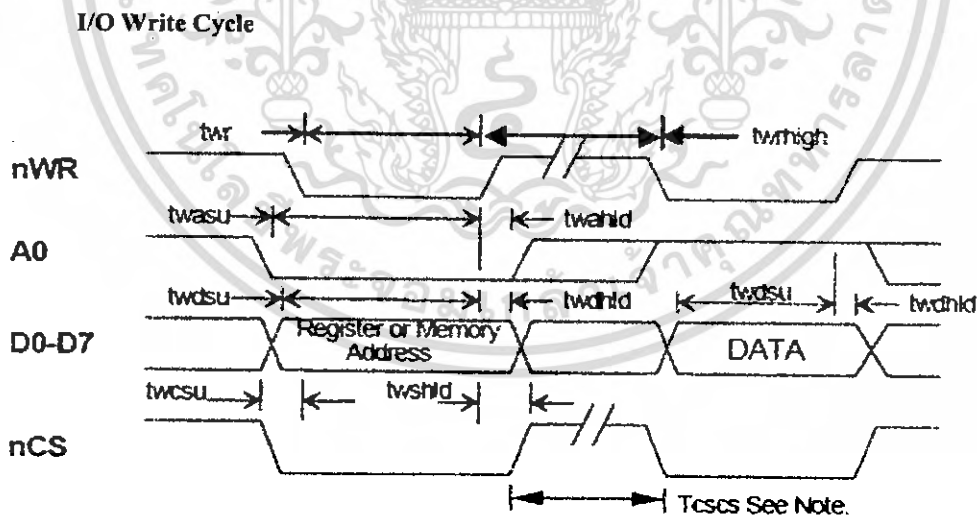 I/O Write Cycle
twr
twrhigh
nWR
twasu
twahld
A0
twdsu
twdhld
twdsu
twdhld
D0-D7
Register or Memory
Address
DATA
twcsu
twshld
nCS
Tcscs See Note.